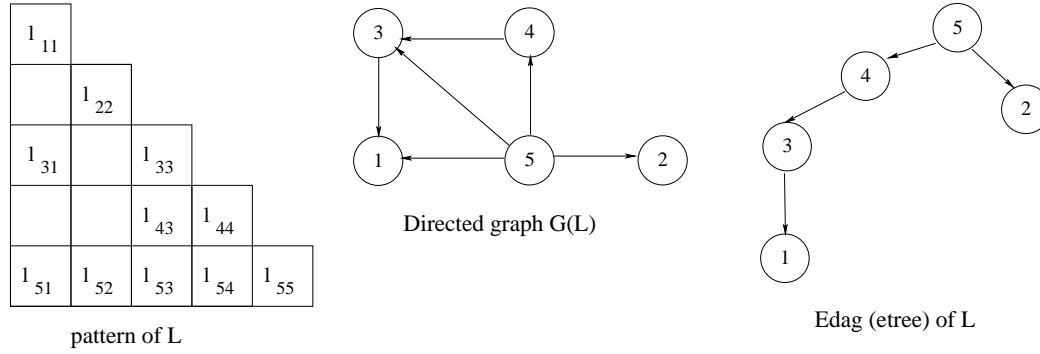 l 11
l 22
l 31 l 33
l 43 l 44
l 51 l 52 l 53 l 54 l 55
pattern of L
3 4
1 5 2
Directed graph G(L)
5
4
2
3
1
Edag (etree) of L